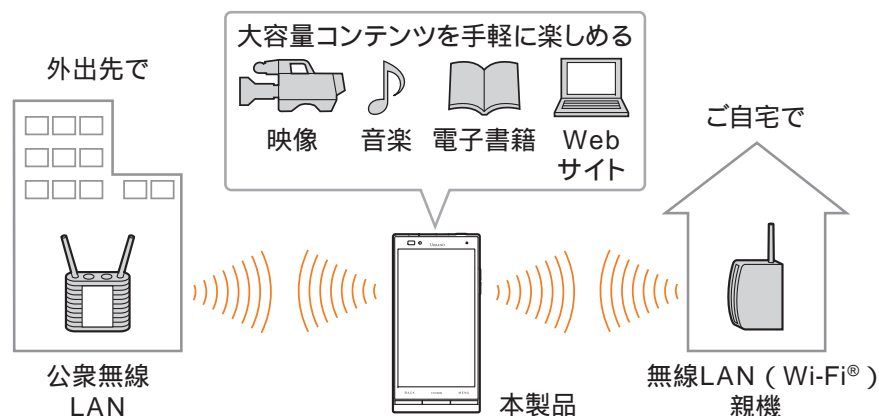 大容量コンテンツを手軽に楽しめる
外出先で
映像
音楽
電子書籍
Web
サイト
ご自宅で
公衆無線
LAN
BACK
MENU
本製品
無線LAN（Wi-Fi®）
親機